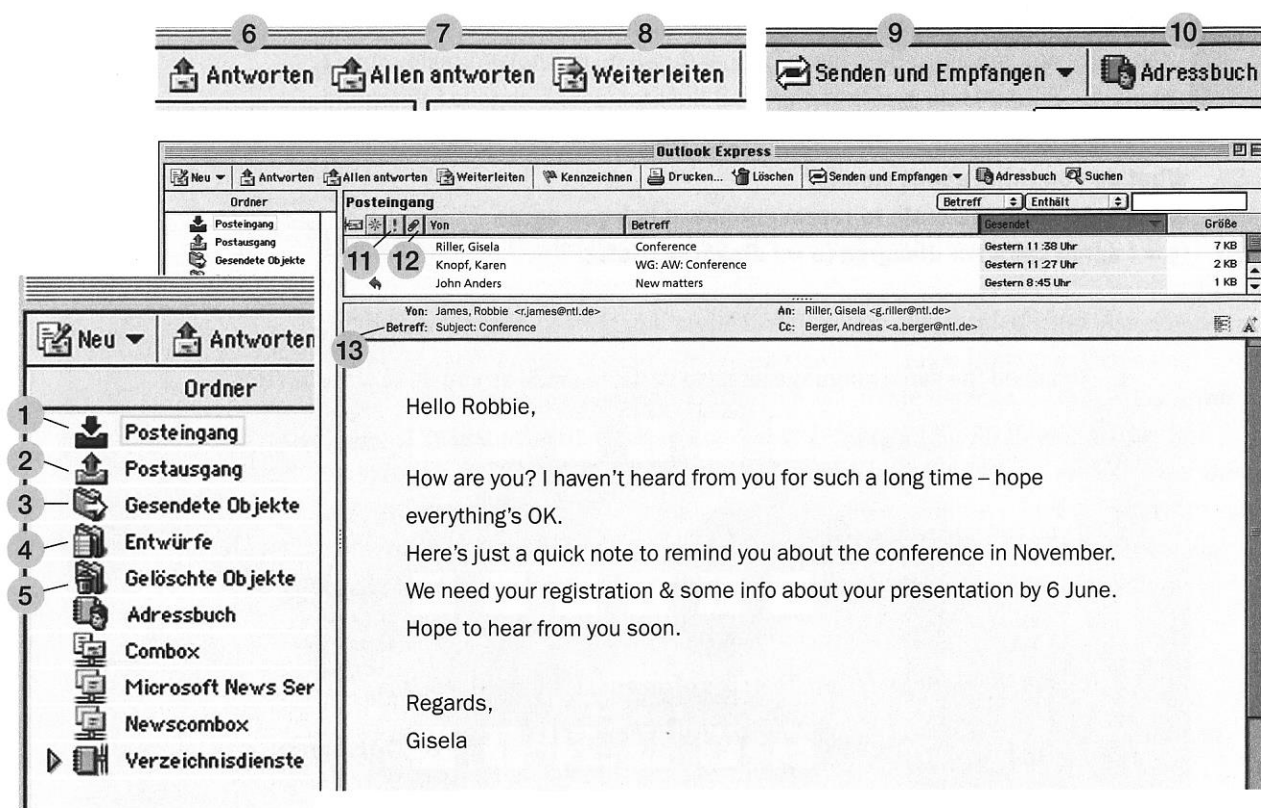 6 7 8 9 10
Antworten Allen antworten Weiterleiten Senden und Empfangen Adressbuch
Outlook Express
Neu Antworten Allen antworten Weiterleiten Kennzeichnen Drucken... Löschen Senden und Empfangen Adressbuch Suchen
Ordner
Posteingang
Postausgang
Gesendete Objekte
Posteingang Betreff Enthält
! Von Betreff Gesendet Größe
11 12
Riller, Gisela Conference Gestern 11:38 Uhr 7 KB
Knopf, Karen WG: AW: Conference Gestern 11:27 Uhr 2 KB
John Anders New matters Gestern 8:45 Uhr 1 KB
Von: James, Robbie <r.james@ntl.de> An: Riller, Gisela <g.riller@ntl.de>
13 Betreff: Subject: Conference Cc: Berger, Andreas <a.berger@ntl.de>
Neu Antworten
Ordner
1 Posteingang
2 Postausgang
3 Gesendete Objekte
4 Entwürfe
5 Gelöschte Objekte
Adressbuch
Combox
Microsoft News Ser
Newscombox
Verzeichnisdienste
Hello Robbie,
How are you? I haven't heard from you for such a long time – hope
everything's OK.
Here's just a quick note to remind you about the conference in November.
We need your registration & some info about your presentation by 6 June.
Hope to hear from you soon.
Regards,
Gisela